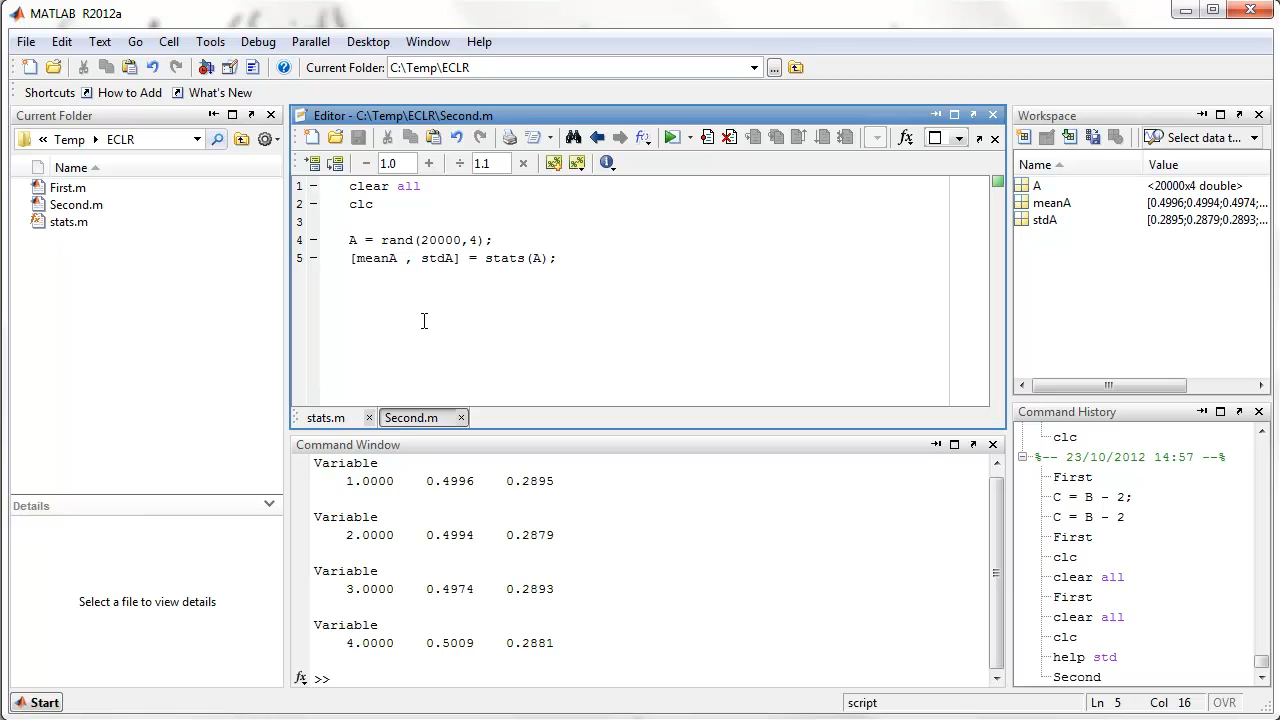 MATLAB R2012a
File Edit Text Go Cell Tools Debug Parallel Desktop Window Help
Current Folder: C:\Temp\ECLR
Shortcuts How to Add What's New
Current Folder
« Temp ECLR
Name
First.m
Second.m
stats.m
Details
Select a file to view details
Editor - C:\Temp\ECLR\Second.m
1.0 1.1
1 clear all
2 clc
3
4 A = rand(20000,4);
5 [meanA , stdA] = stats(A);
stats.m Second.m
Command Window
Variable
1.0000 0.4996 0.2895
Variable
2.0000 0.4994 0.2879
Variable
3.0000 0.4974 0.2893
Variable
4.0000 0.5009 0.2881
fx >>
Workspace
Select data t...
Name Value
A <20000x4 double>
meanA [0.4996;0.4994;0.4974;...
stdA [0.2895;0.2879;0.2893;...
Command History
clc
%-- 23/10/2012 14:57 --%
First
C = B - 2;
C = B - 2
First
clc
clear all
First
clear all
clc
help std
Second
Start script Ln 5 Col 16 OVR